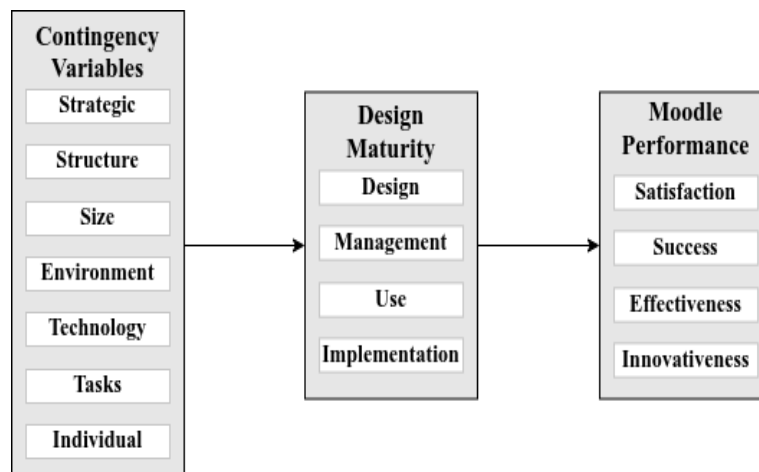 Contingency
Variables
Strategic
Structure
Size
Environment
Technology
Tasks
Individual
Design
Maturity
Design
Management
Use
Implementation
Moodle
Performance
Satisfaction
Success
Effectiveness
Innovativeness